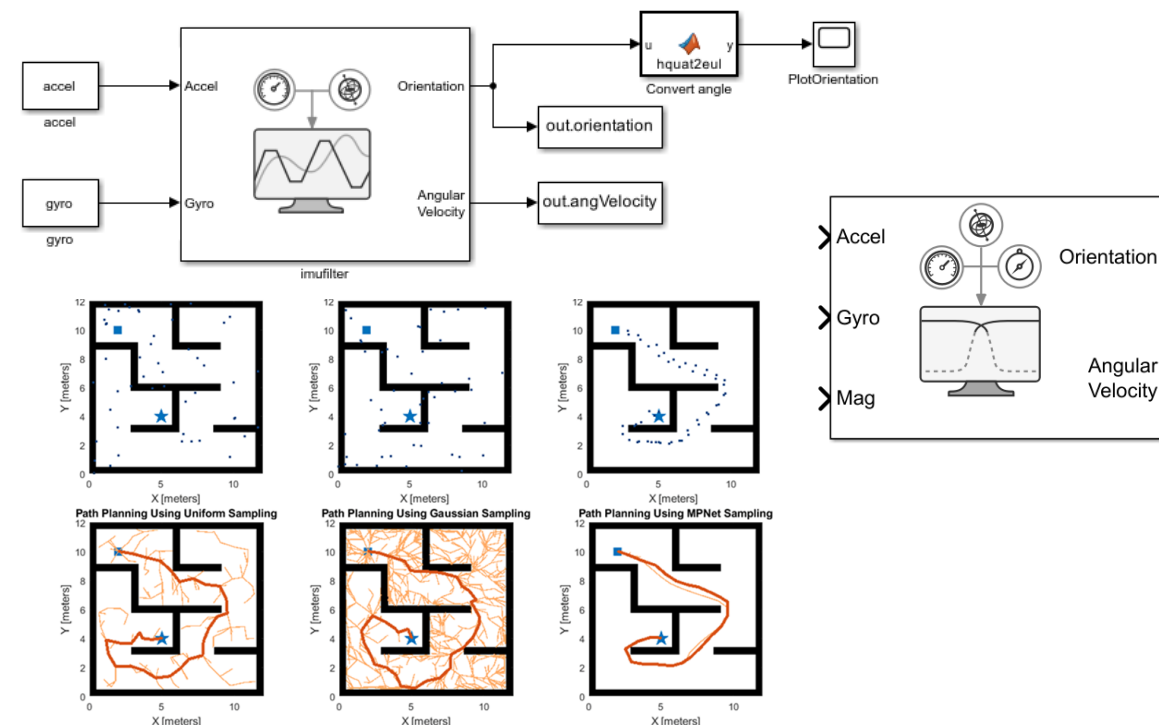 accel
accel
gyro
gyro
Accel
Gyro
Orientation
Angular
Velocity
imufilter
u
hquat2eul
y
Convert angle
PlotOrientation
out.orientation
out.angVelocity
Accel
Gyro
Mag
Orientation
Angular
Velocity
12
10
8
6
4
2
0
Y [meters]
0
5
10
X [meters]
12
10
8
6
4
2
0
Y [meters]
0
5
10
X [meters]
12
10
8
6
4
2
0
Y [meters]
0
5
10
X [meters]
Path Planning Using Uniform Sampling
12
10
8
6
4
2
0
Y [meters]
0
5
10
X [meters]
Path Planning Using Gaussian Sampling
12
10
8
6
4
2
0
Y [meters]
0
5
10
X [meters]
Path Planning Using MPNet Sampling
12
10
8
6
4
2
0
Y [meters]
0
5
10
X [meters]